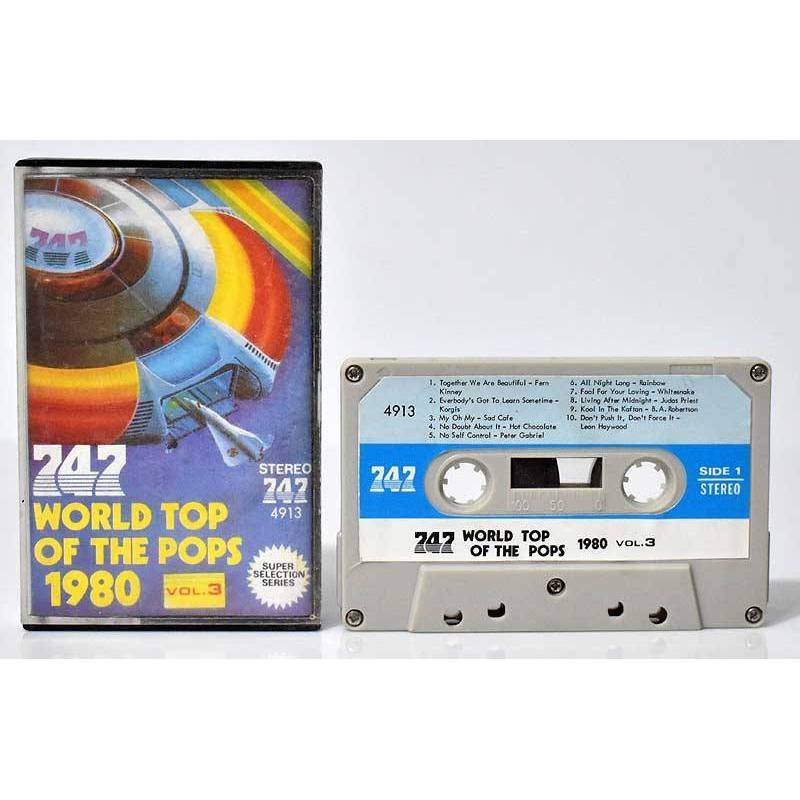 747
747
STEREO
747
4913
WORLD TOP
OF THE POPS
1980 VOL.3
SUPER
SELECTION
SERIES
4913
1. Together We Are Beautiful – Fern
Kinney
2. Everybody's Got To Learn Sometime –
Korgis
3. My Oh My – Sad Cafe
4. No Doubt About It – Hot Chocolate
5. No Self Control – Peter Gabriel
6. All Night Long – Rainbow
7. Fool For Your Loving – Whitesnake
8. Living After Midnight – Judas Priest
9. Kool In The Kaftan – B.A. Robertson
10. Don't Push It, Don't Force It –
Leon Haywood
747
100 50 0
SIDE 1
STEREO
747 WORLD TOP
OF THE POPS 1980 VOL.3